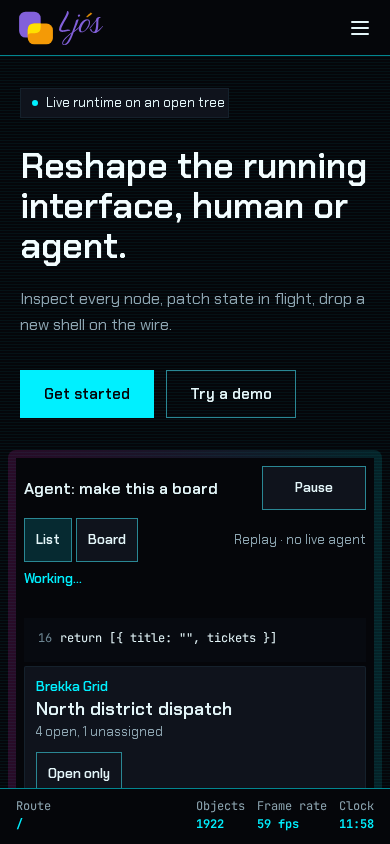 Ljós
Live runtime on an open tree
Reshape the running
interface, human or
agent.
Inspect every node, patch state in flight, drop a
new shell on the wire.
Get started
Try a demo
Agent: make this a board
Pause
List
Board
Replay · no live agent
Working…
16 return [{ title: "", tickets }]
Brekka Grid
North district dispatch
4 open, 1 unassigned
Open only
Route Objects Frame rate Clock
/ 1922 59 fps 11:58